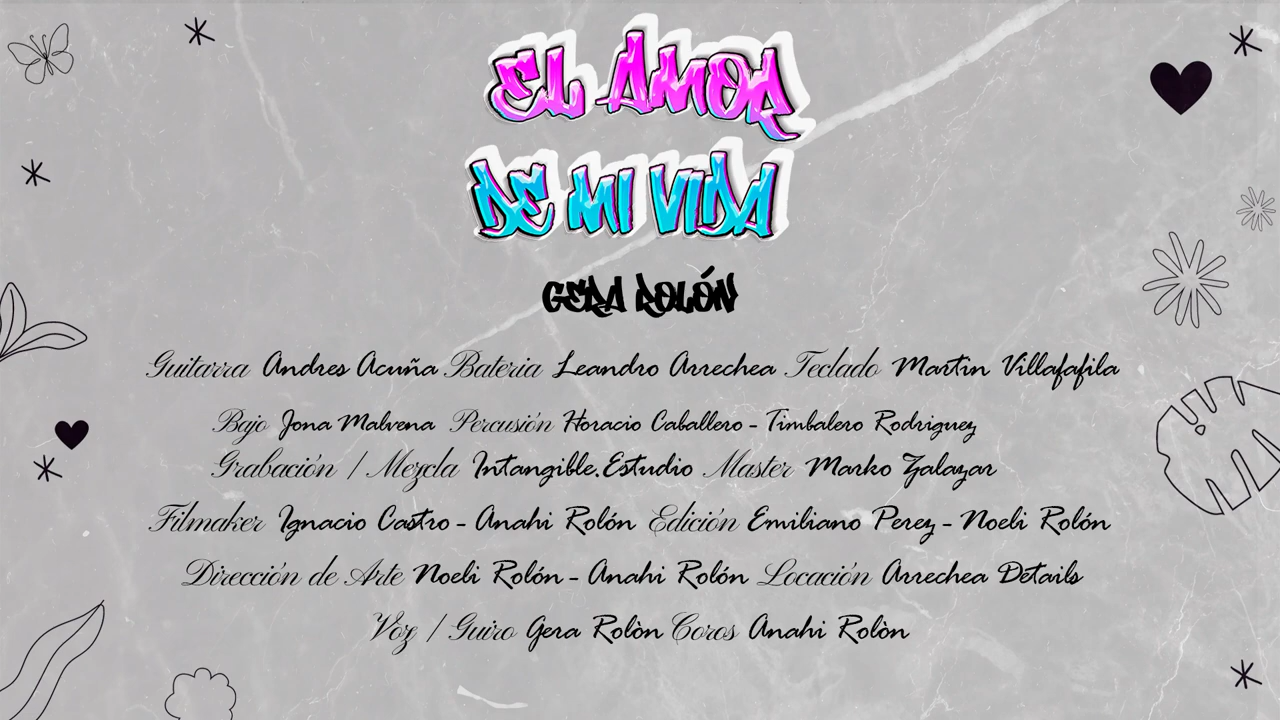 EL AMOR
DE MI VIDA
GERA ROLÓN
Guitarra Andres Acuña Bateria Leandro Arrechea Teclado Martin Villafafila
Bajo Jona Malvena Percusión Horacio Caballero - Timbalero Rodriguez
Grabación / Mezcla Intangible.Estudio Master Marko Zalazar
Filmaker Ignacio Castro - Anahi Rolón Edición Emiliano Perez - Noeli Rolón
Dirección de Arte Noeli Rolón - Anahi Rolón Locación Arrechea Details
Voz / Guiro Gera Rolòn Coros Anahi Rolòn